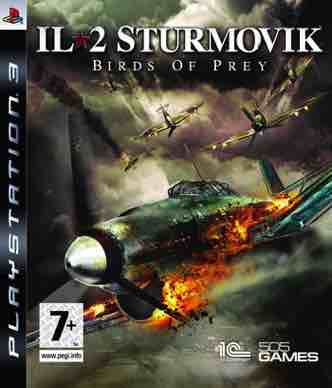 PLAYSTATION 3
IL★2 STURMOVIK
BIRDS OF PREY
7+
www.pegi.info
1C
505
GAMES